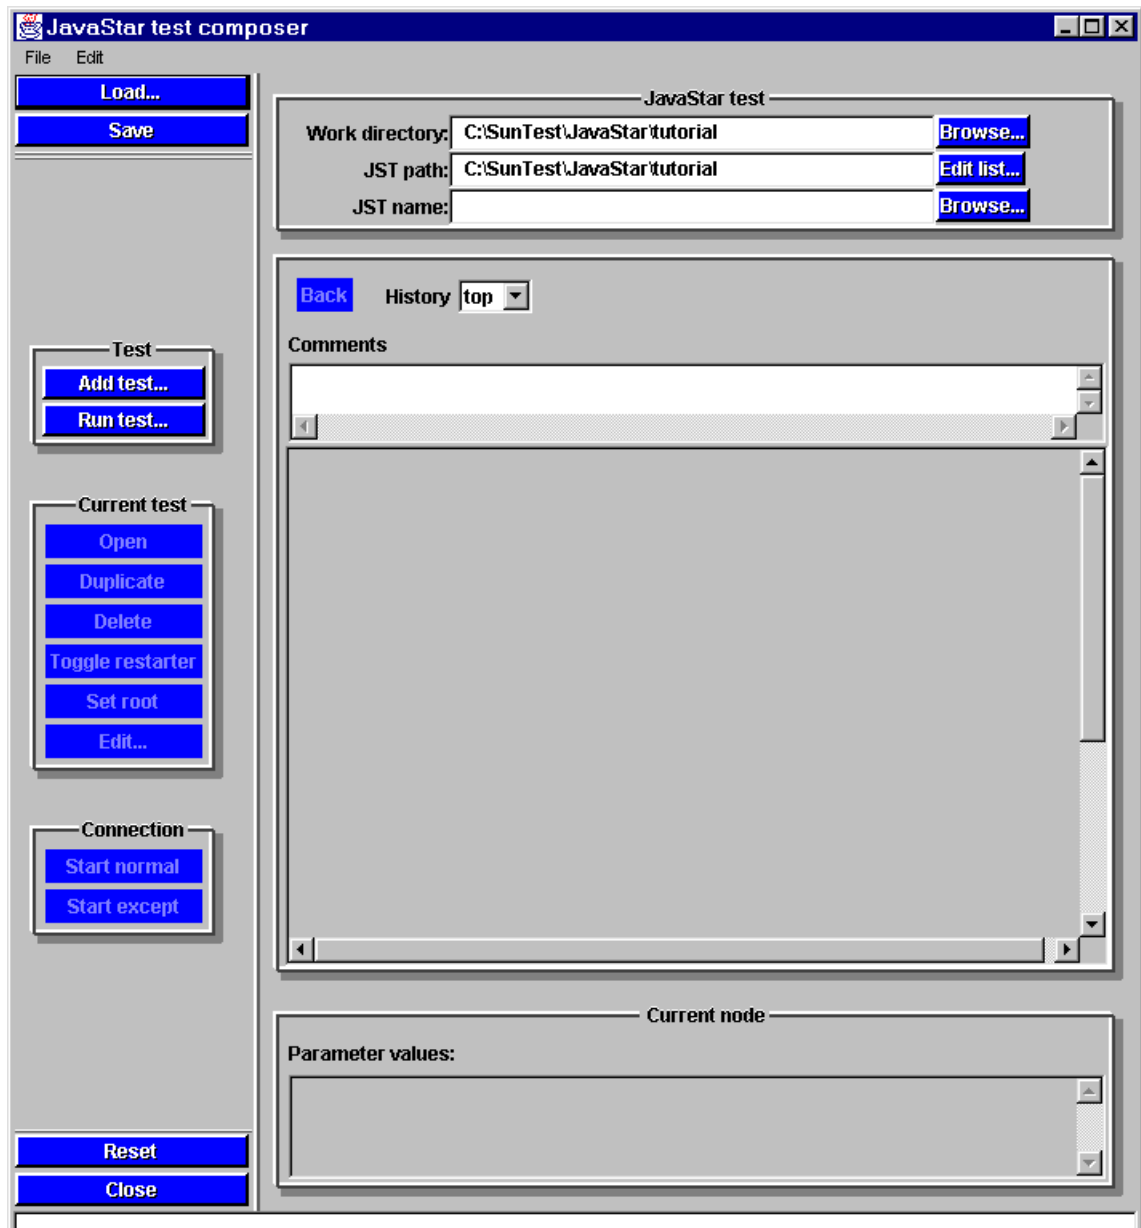 JavaStar test composer
File Edit
Load...
Save
JavaStar test
Work directory: C:\SunTest\JavaStar\tutorial Browse...
JST path: C:\SunTest\JavaStar\tutorial Edit list...
JST name: Browse...
Back History top
Comments
Test
Add test...
Run test...
Current test
Open
Duplicate
Delete
Toggle restarter
Set root
Edit...
Connection
Start normal
Start except
Current node
Parameter values:
Reset
Close